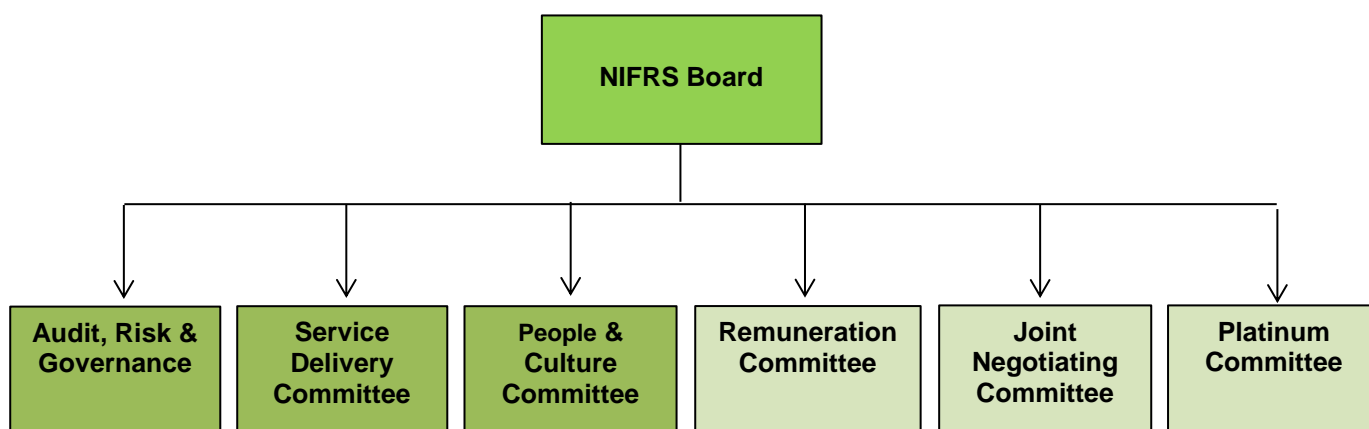 NIFRS Board
Audit, Risk &
Governance
Service
Delivery
Committee
People &
Culture
Committee
Remuneration
Committee
Joint
Negotiating
Committee
Platinum
Committee